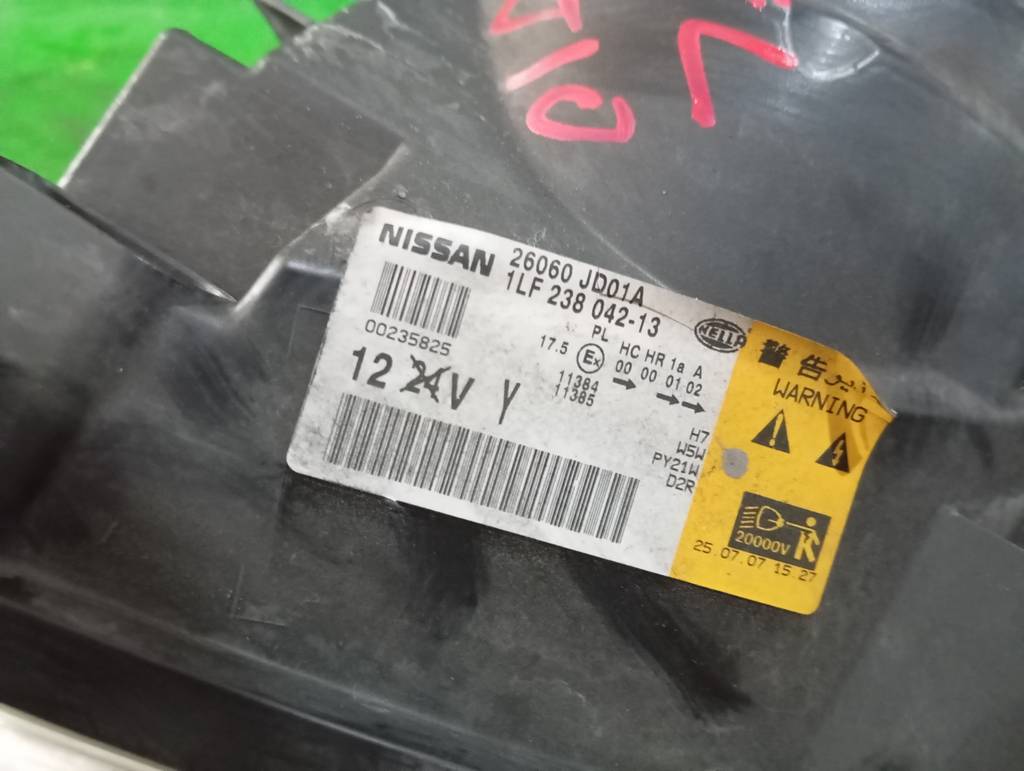 NISSAN
26060 JD01A
1LF 238 042-13
HELLA
00235825
PL HC HR 1a A
17.5 00 00 01 02
11384
11385
12 24V Y
H7
W5W
PY21W
D2R
警告
WARNING
20000V
25.07.07 15.27